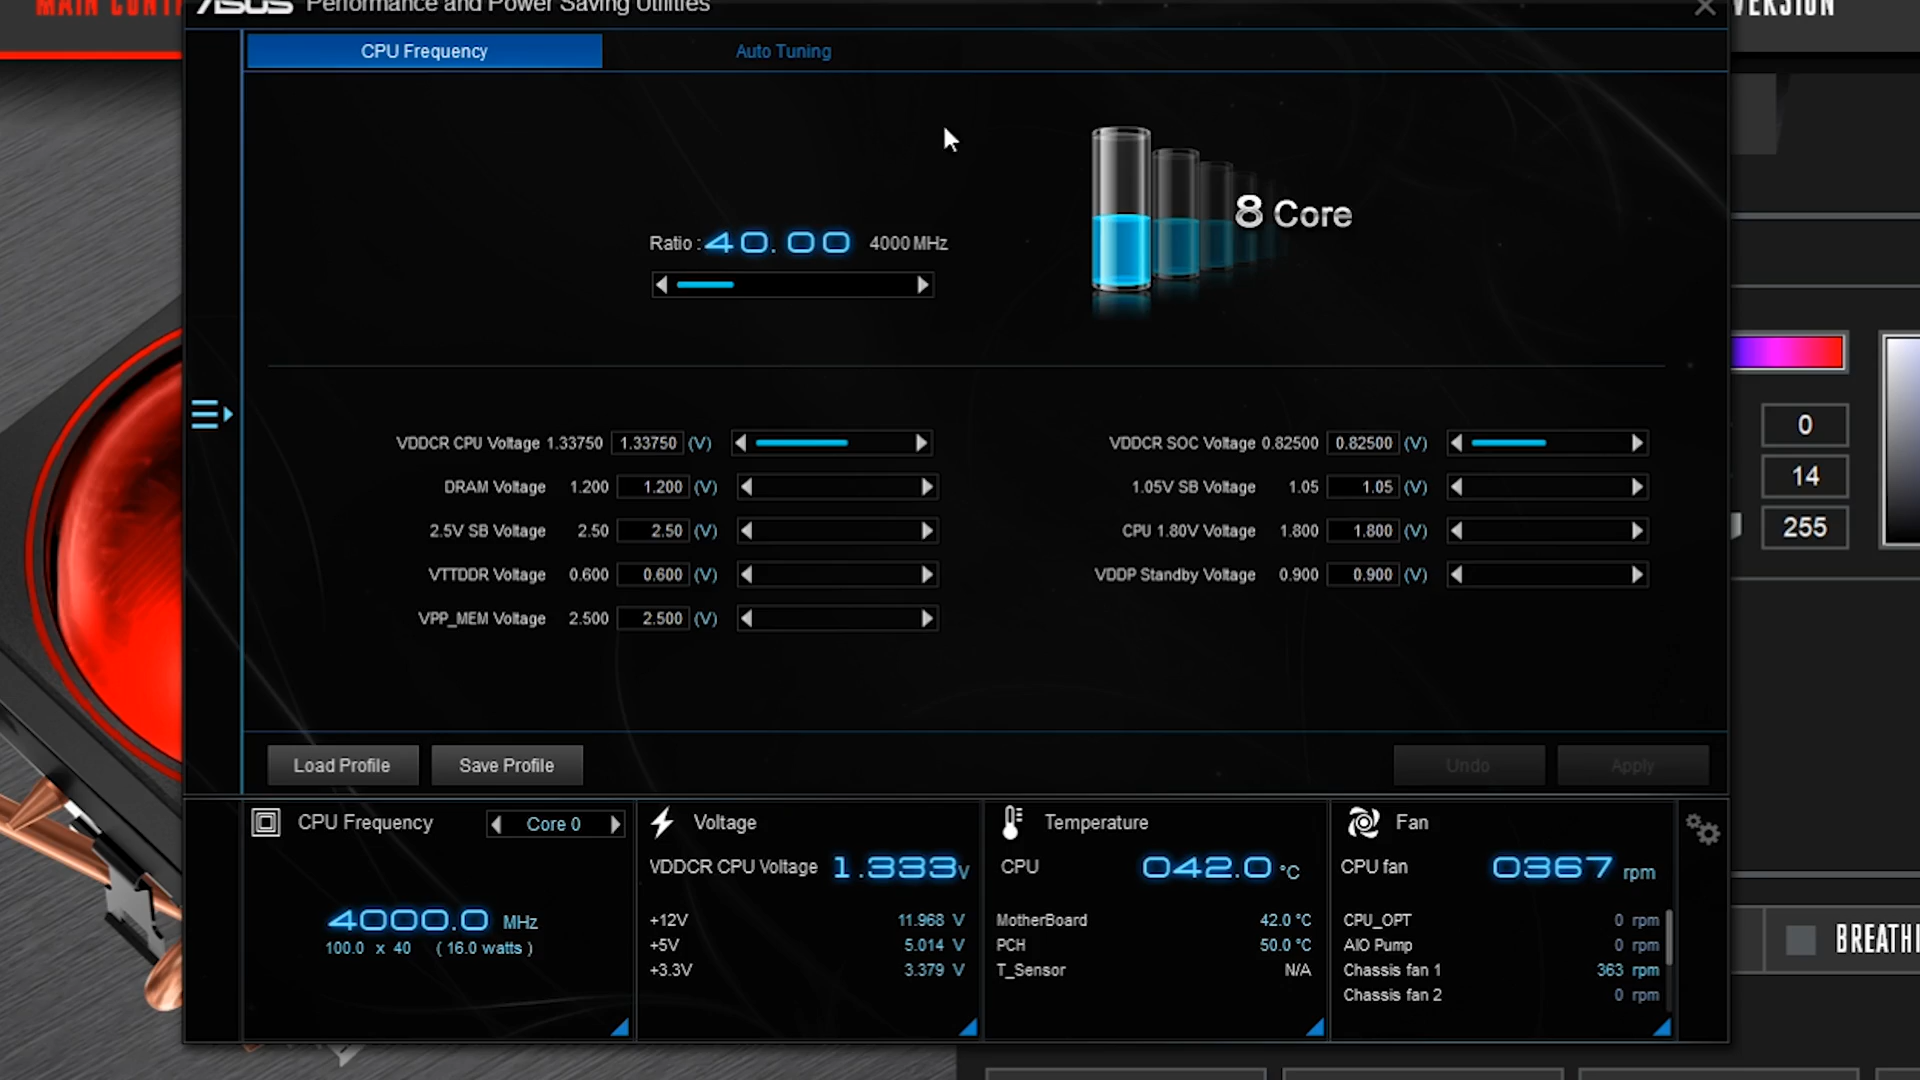 ASUS Performance and Power Saving Utilities
MAIN CONT
VERSION
CPU Frequency
Auto Tuning
8 Core
Ratio : 40.00 4000 MHz
VDDCR CPU Voltage 1.33750 1.33750 (V)
DRAM Voltage 1.200 1.200 (V)
2.5V SB Voltage 2.50 2.50 (V)
VTTDDR Voltage 0.600 0.600 (V)
VPP_MEM Voltage 2.500 2.500 (V)
VDDCR SOC Voltage 0.82500 0.82500 (V)
1.05V SB Voltage 1.05 1.05 (V)
CPU 1.80V Voltage 1.800 1.800 (V)
VDDP Standby Voltage 0.900 0.900 (V)
0
14
255
Load Profile
Save Profile
Undo
Apply
CPU Frequency
Core 0
4000.0 MHz
100.0 x 40 ( 16.0 watts )
Voltage
VDDCR CPU Voltage 1.333 V
+12V 11.968 V
+5V 5.014 V
+3.3V 3.379 V
Temperature
CPU 042.0 °C
MotherBoard 42.0 °C
PCH 50.0 °C
T_Sensor N/A
Fan
CPU fan 0367 rpm
CPU_OPT 0 rpm
AIO Pump 0 rpm
Chassis fan 1 363 rpm
Chassis fan 2 0 rpm
BREATHI